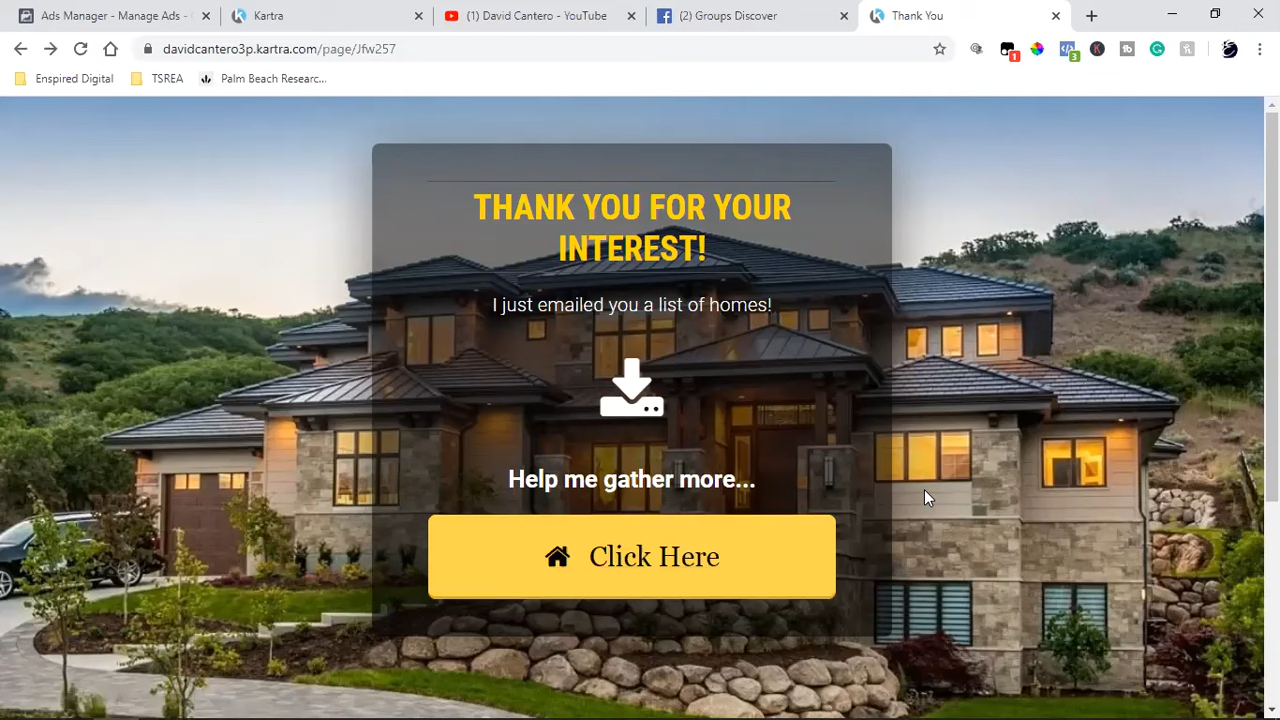 Ads Manager - Manage Ads -
Kartra
(1) David Cantero - YouTube
(2) Groups Discover
Thank You
davidcantero3p.kartra.com/page/Jfw257
1
3
Enspired Digital
TSREA
Palm Beach Researc...
THANK YOU FOR YOUR
INTEREST!
I just emailed you a list of homes!
Help me gather more...
Click Here